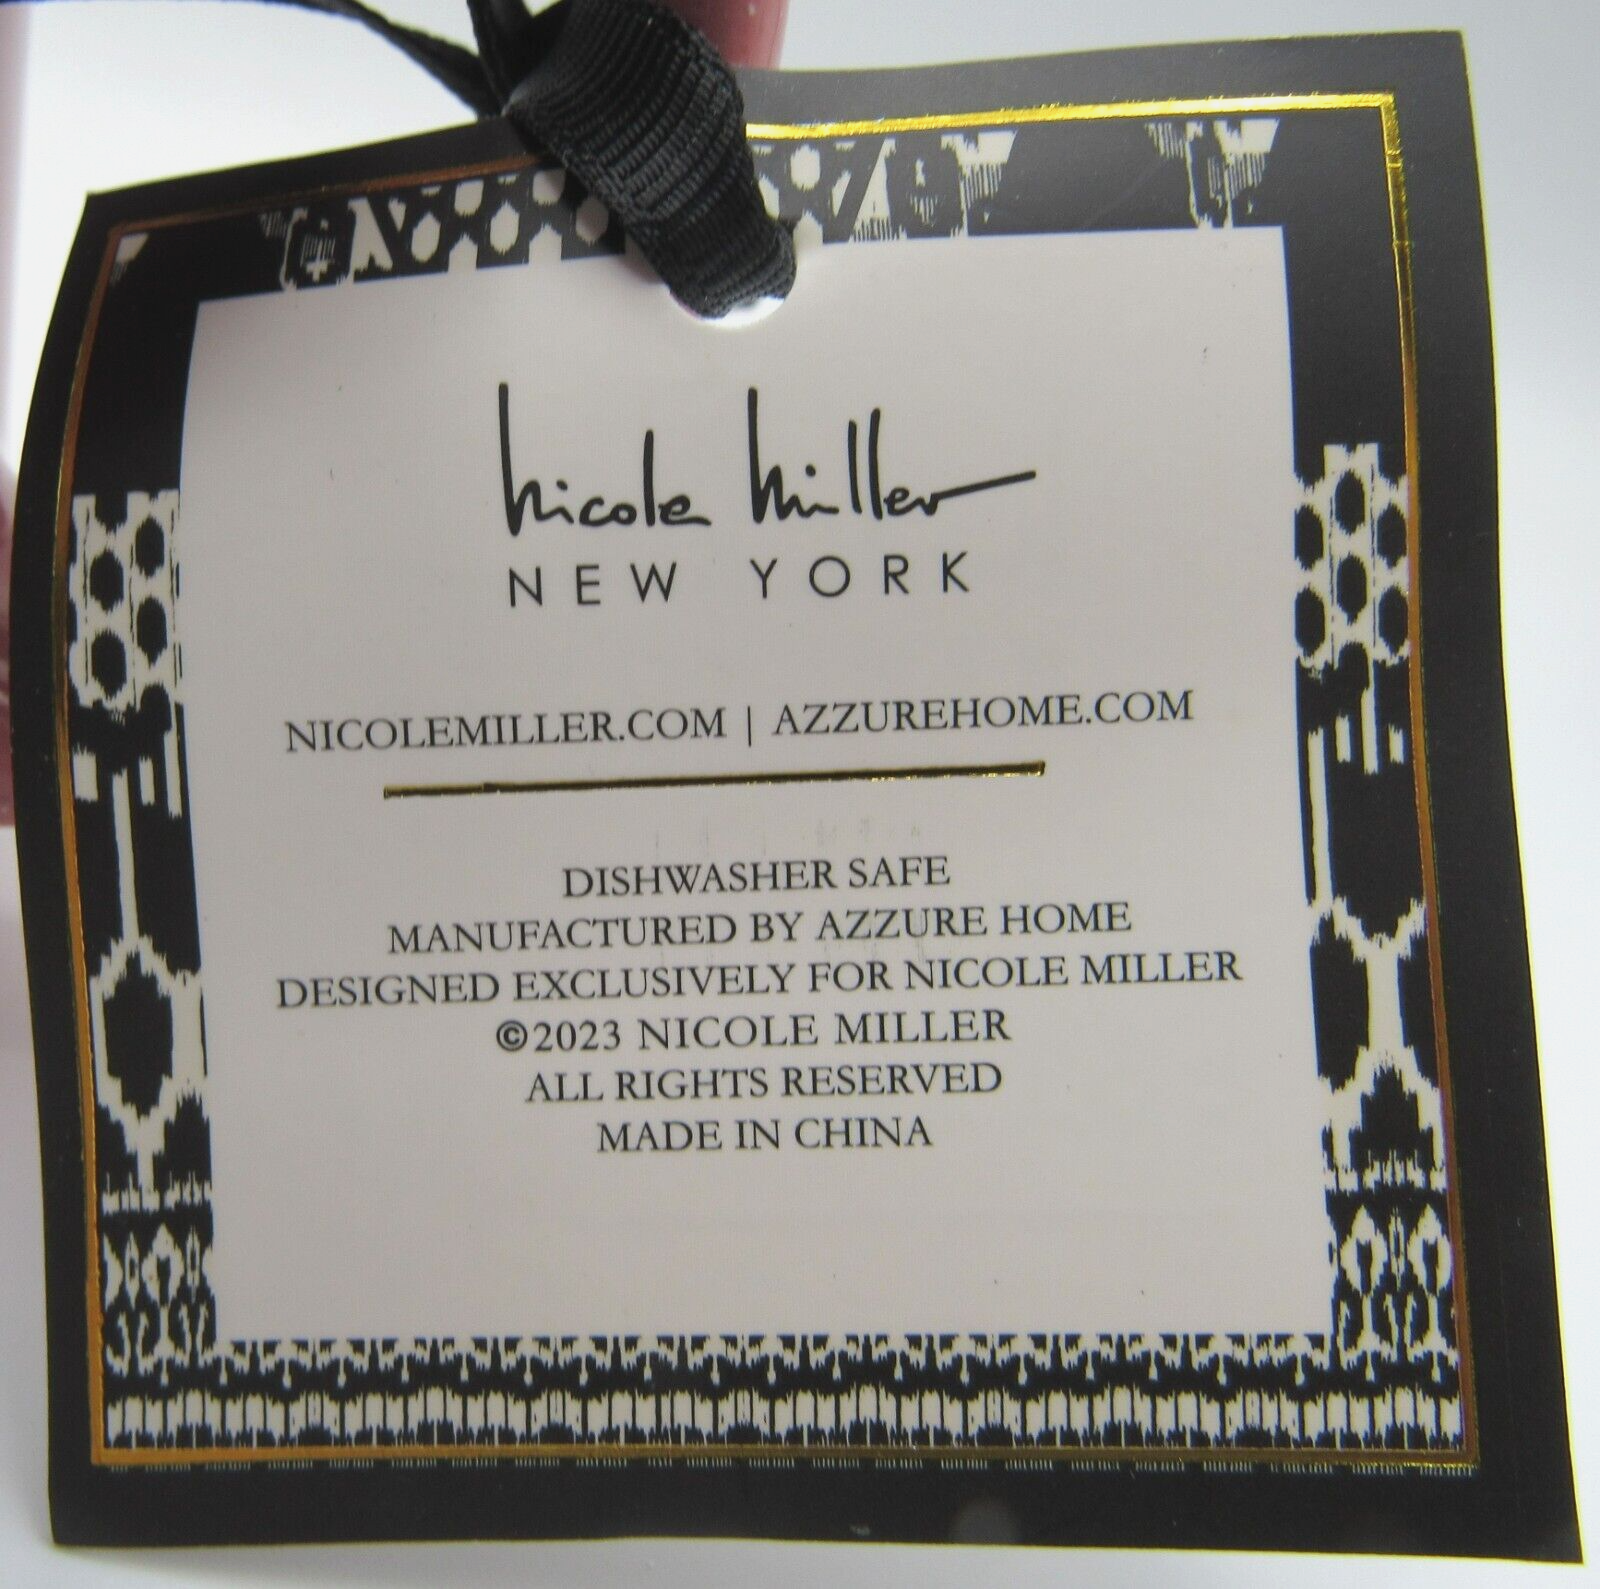 nicole miller
NEW YORK
NICOLEMILLER.COM | AZZUREHOME.COM
DISHWASHER SAFE
MANUFACTURED BY AZZURE HOME
DESIGNED EXCLUSIVELY FOR NICOLE MILLER
©2023 NICOLE MILLER
ALL RIGHTS RESERVED
MADE IN CHINA